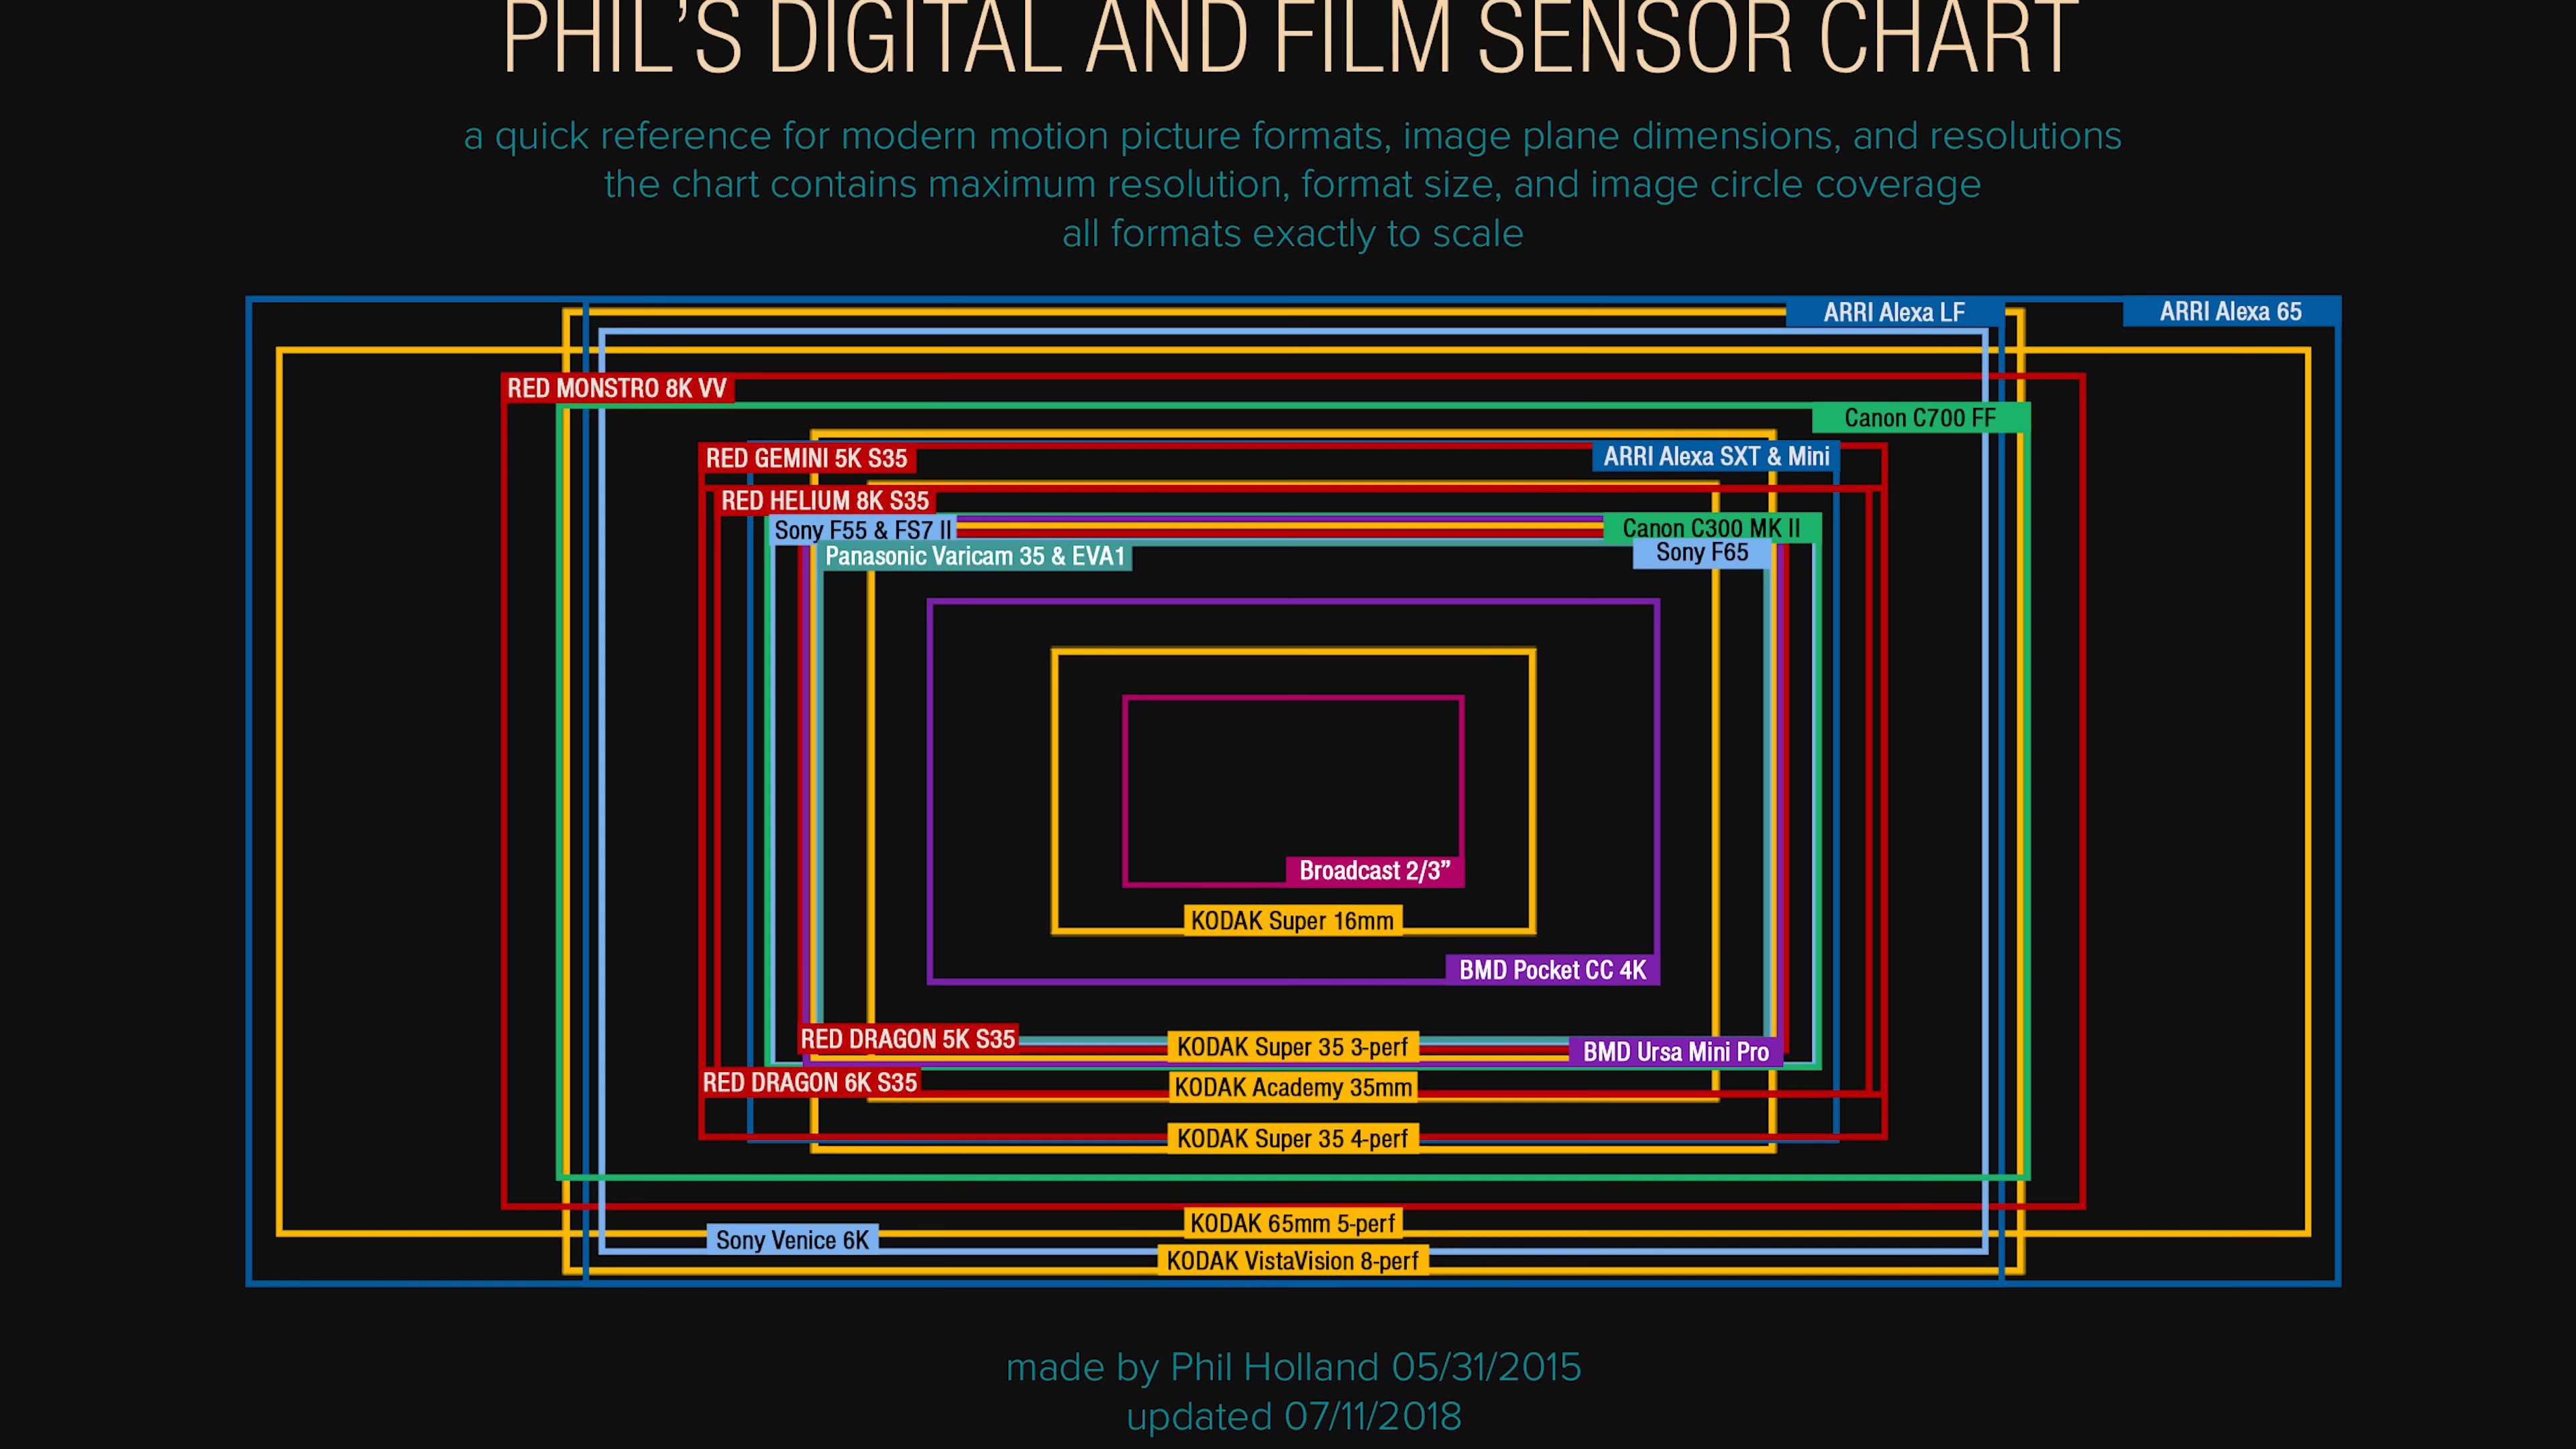 PHIL’S DIGITAL AND FILM SENSOR CHART
a quick reference for modern motion picture formats, image plane dimensions, and resolutions
the chart contains maximum resolution, format size, and image circle coverage
all formats exactly to scale
ARRI Alexa LF
ARRI Alexa 65
RED MONSTRO 8K VV
Canon C700 FF
RED GEMINI 5K S35
ARRI Alexa SXT & Mini
RED HELIUM 8K S35
Sony F55 & FS7 II
Canon C300 MK II
Panasonic Varicam 35 & EVA1
Sony F65
Broadcast 2/3”
KODAK Super 16mm
BMD Pocket CC 4K
RED DRAGON 5K S35
KODAK Super 35 3-perf
BMD Ursa Mini Pro
RED DRAGON 6K S35
KODAK Academy 35mm
KODAK Super 35 4-perf
KODAK 65mm 5-perf
Sony Venice 6K
KODAK VistaVision 8-perf
made by Phil Holland 05/31/2015
updated 07/11/2018